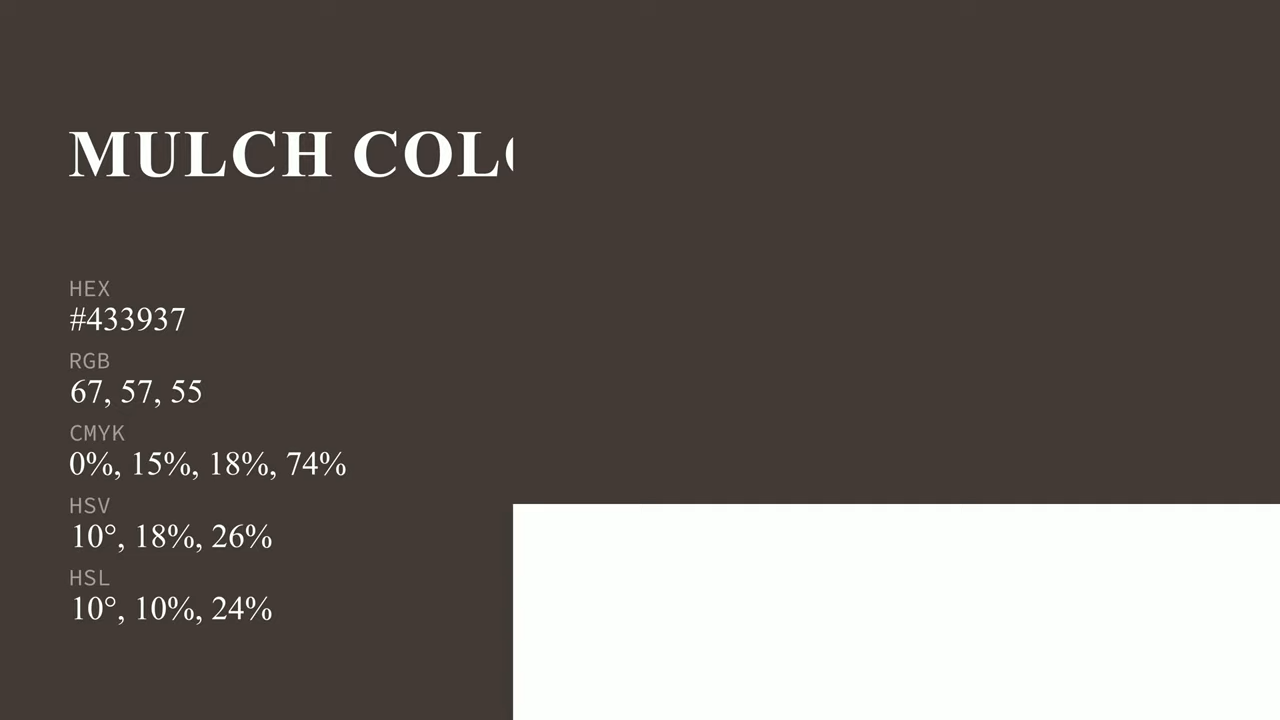 MULCH COL
HEX
#433937
RGB
67, 57, 55
CMYK
0%, 15%, 18%, 74%
HSV
10°, 18%, 26%
HSL
10°, 10%, 24%